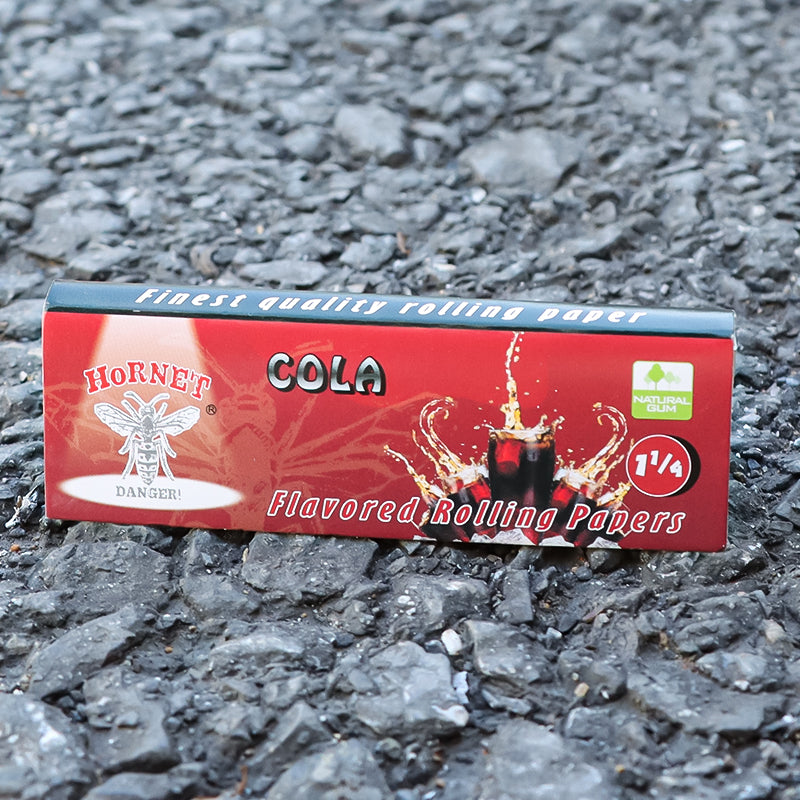 Finest quality rolling paper
HORNET
®
DANGER!
COLA
NATURAL
GUM
1 1/4
Flavored Rolling Papers